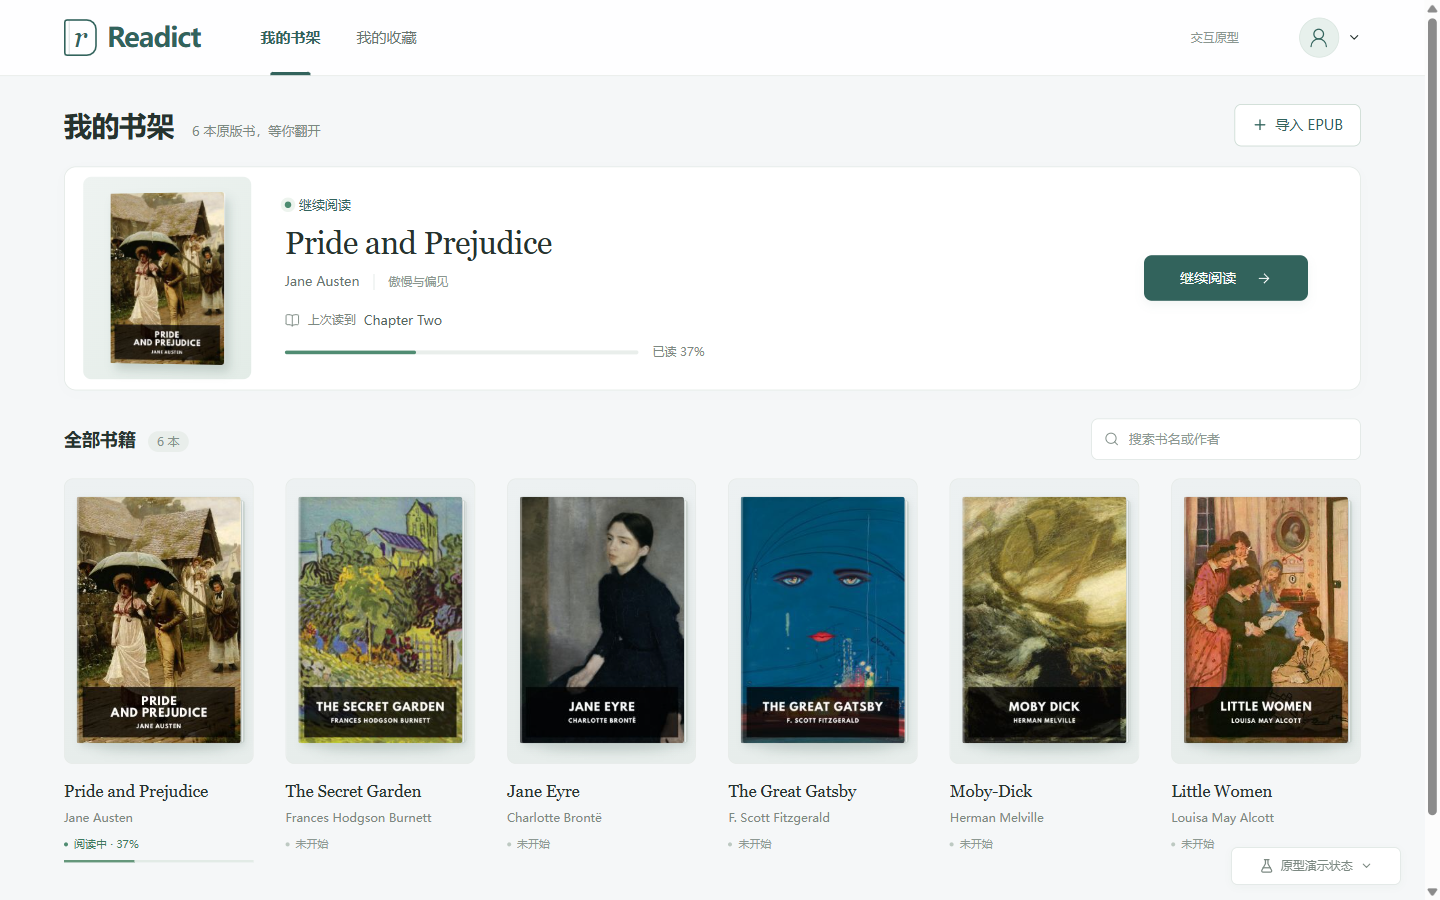 r Readict
我的书架
我的收藏
交互原型
我的书架
6 本原版书，等你翻开
导入 EPUB
PRIDE
AND PREJUDICE
JANE AUSTEN
继续阅读
Pride and Prejudice
Jane Austen
傲慢与偏见
上次读到 Chapter Two
已读 37%
继续阅读
全部书籍
6 本
搜索书名或作者
PRIDE
AND PREJUDICE
JANE AUSTEN
THE SECRET GARDEN
FRANCES HODGSON BURNETT
JANE EYRE
CHARLOTTE BRONTË
THE GREAT GATSBY
F. SCOTT FITZGERALD
MOBY DICK
HERMAN MELVILLE
LITTLE WOMEN
LOUISA MAY ALCOTT
Pride and Prejudice
Jane Austen
阅读中 · 37%
The Secret Garden
Frances Hodgson Burnett
未开始
Jane Eyre
Charlotte Brontë
未开始
The Great Gatsby
F. Scott Fitzgerald
未开始
Moby-Dick
Herman Melville
未开始
Little Women
Louisa May Alcott
未开始
原型演示状态